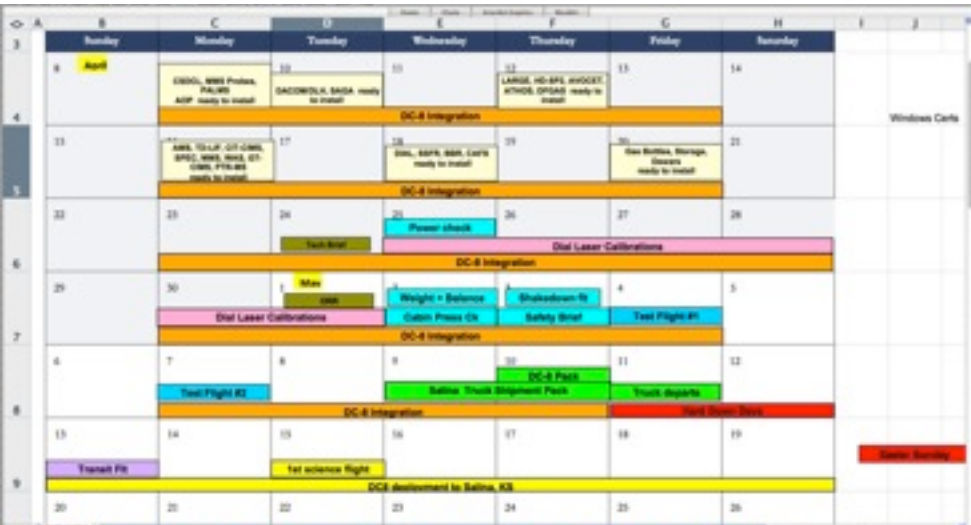 A B C D E F G H I J
3 Sunday Monday Tuesday Wednesday Thursday Friday Saturday
8 April 10 11 12 13 14
CSDCL, MMS Probes,
PALMS
AOP ready to install
DACOM/DLH, SAGA ready
to install
LARGE, HD-SP2, AVOCET,
ATHOS, DFGAS ready to
install
4 DC-8 Integration Windows Certs
15 17 18 19 20 21
ready to install
DIAL, SSFR, BBR, CAFS
ready to install
Gas Bottles, Storage,
Dewars
ready to install
5 DC-8 Integration
22 23 24 25 26 27 28
Power check
Tech Brief Dial Laser Calibrations
6 DC-8 Integration
29 30 1 May 4 5
Weight + Balance Shakedown flt
Dial Laser Calibrations Cabin Press Ck Safety Brief Test Flight #1
7 DC-8 Integration
6 7 8 9 10 11 12
DC-8 Pack
Test Flight #2 Salina Truck Shipment Pack Truck departs
8 DC-8 Integration Hard Down Days
13 14 15 16 17 18 19
Easter Sunday
Transit Flt 1st science flight
9 DC8 deployment to Salina, KS
20 21 22 23 24 25 26